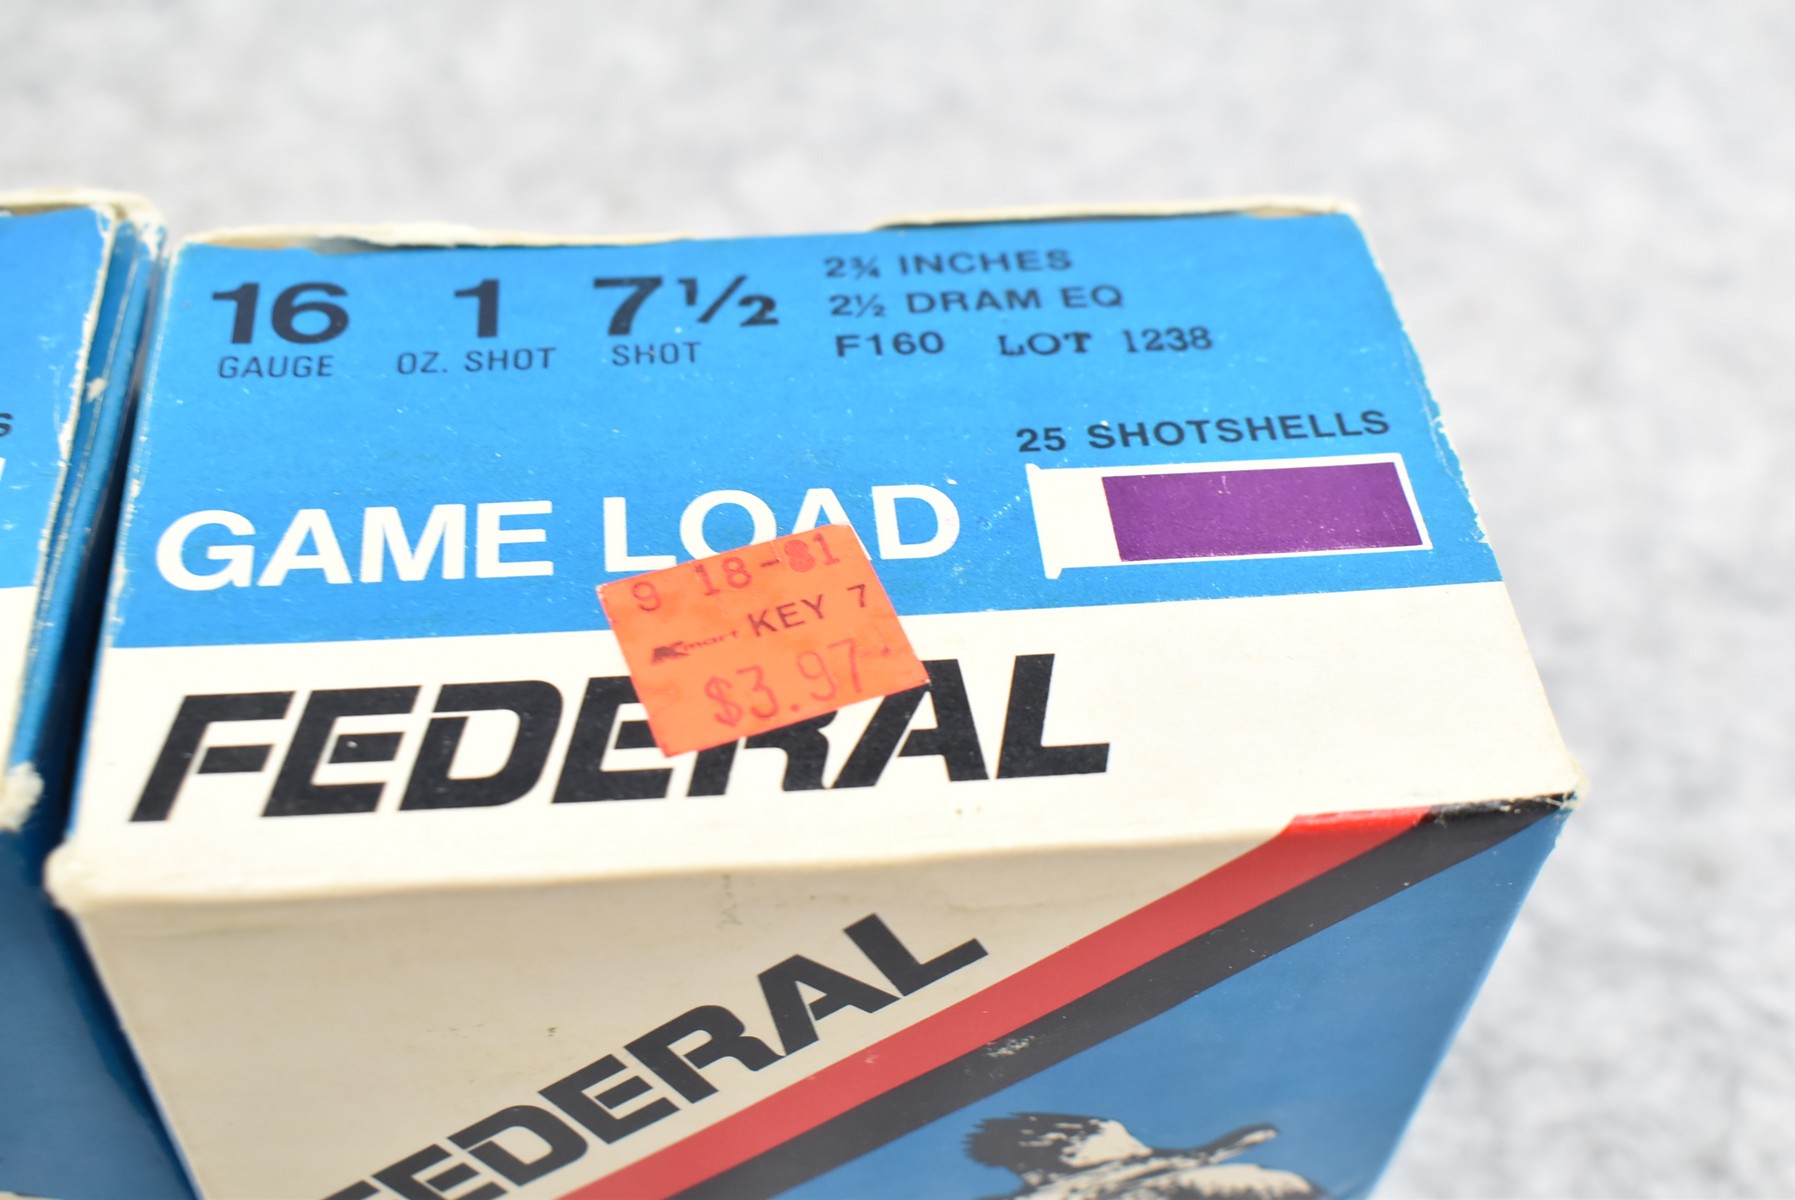 16 1 7½
GAUGE OZ. SHOT SHOT
2¾ INCHES
2½ DRAM EQ
F160 LOT 1238
25 SHOTSHELLS
GAME LOAD
9 18-81
Kmart KEY 7
$3.97
FEDERAL
FEDERAL
S